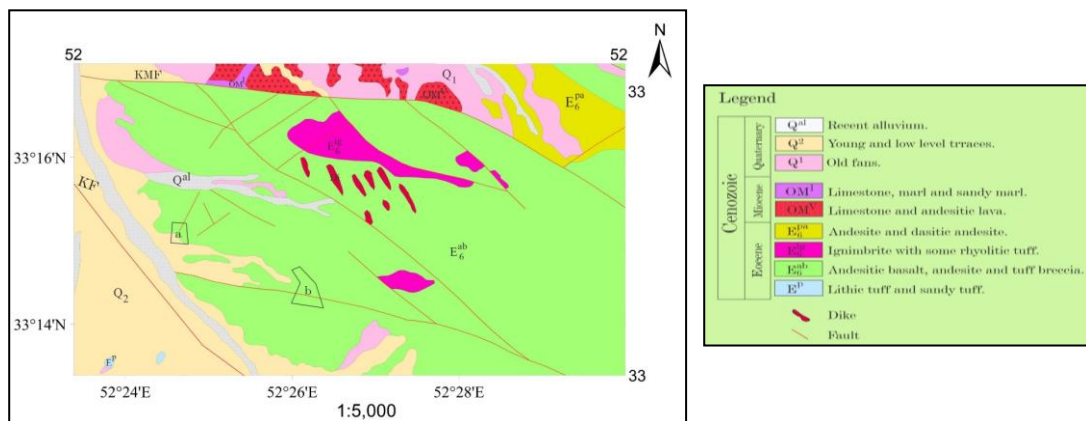 N
52
52
KMF
OMˡ
Q₁
OMᵛ
E₆ᵖᵃ
33
33°16'N
E₆ⁱᵍ
KF
Qᵃˡ
a
E₆ᵃᵇ
b
Q₂
33°14'N
Eᵖ
33
52°24'E
52°26'E
52°28'E
1:5,000
Legend
Cenozoic
Quaternary
Qᵃˡ Recent alluvium.
Q² Young and low level trraces.
Q¹ Old fans.
Miocene
OMˡ Limestone, marl and sandy marl.
OMᵛ Limestone and andesitic lava.
Eocene
E₆ᵖᵃ Andesite and dasitic andesite.
E₆ⁱᵍ Ignimbrite with some rhyolitic tuff.
E₆ᵃᵇ Andesitic basalt, andesite and tuff breccia.
Eᵖ Lithic tuff and sandy tuff.
Dike
Fault